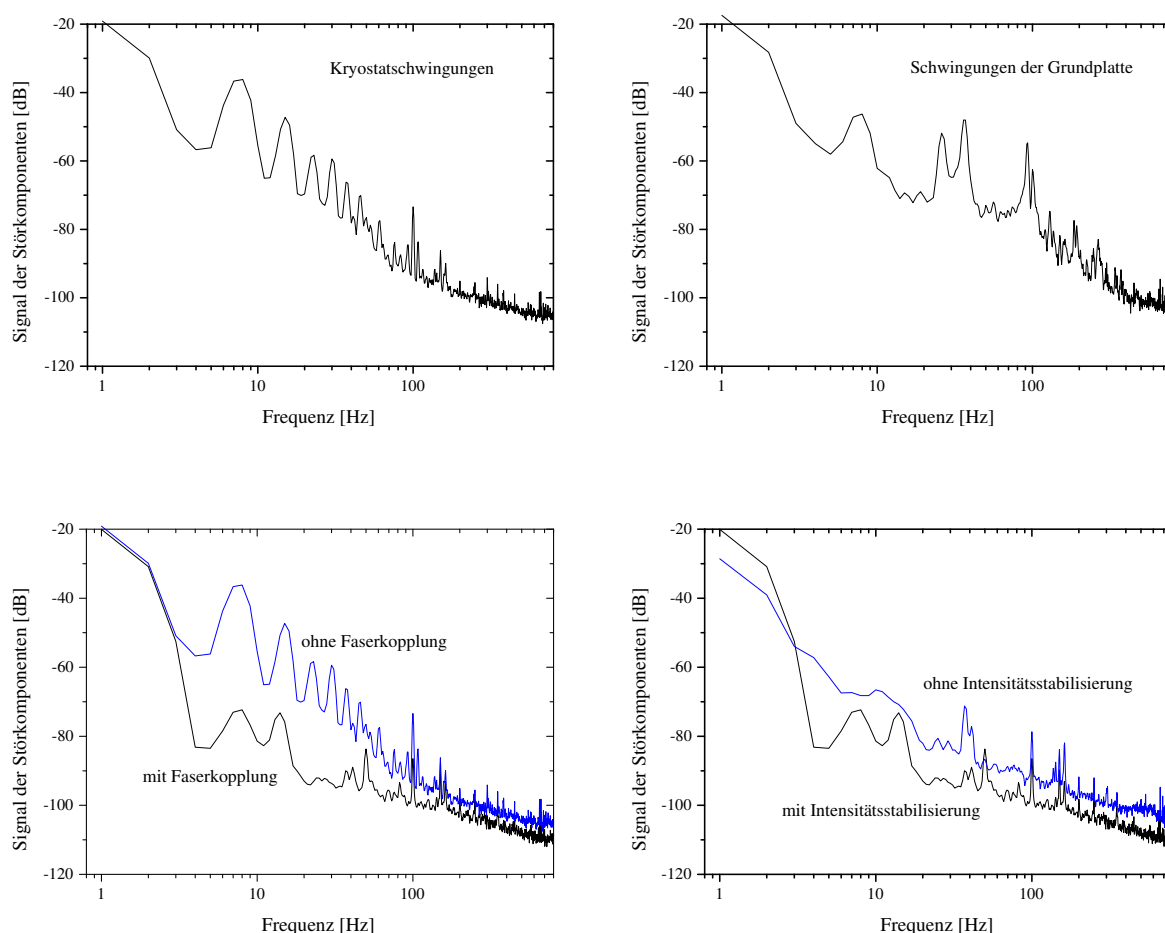 -20
-40
-60
-80
-100
-120
Signal der Störkomponenten [dB]
Kryostatschwingungen
1
10
100
Frequenz [Hz]
-20
-40
-60
-80
-100
-120
Signal der Störkomponenten [dB]
Schwingungen der Grundplatte
1
10
100
Frequenz [Hz]
-20
-40
-60
-80
-100
-120
Signal der Störkomponenten [dB]
ohne Faserkopplung
mit Faserkopplung
1
10
100
Frequenz [Hz]
-20
-40
-60
-80
-100
-120
Signal der Störkomponenten [dB]
ohne Intensitätsstabilisierung
mit Intensitätsstabilisierung
1
10
100
Frequenz [Hz]